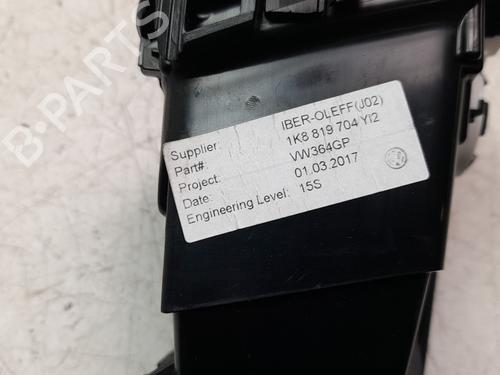 B-PARTS
Supplier: IBER-OLEFF(J02)
Part#: 1K8 819 704 YI2
Project: VW364GP
Date: 01.03.2017
Engineering Level: 15S